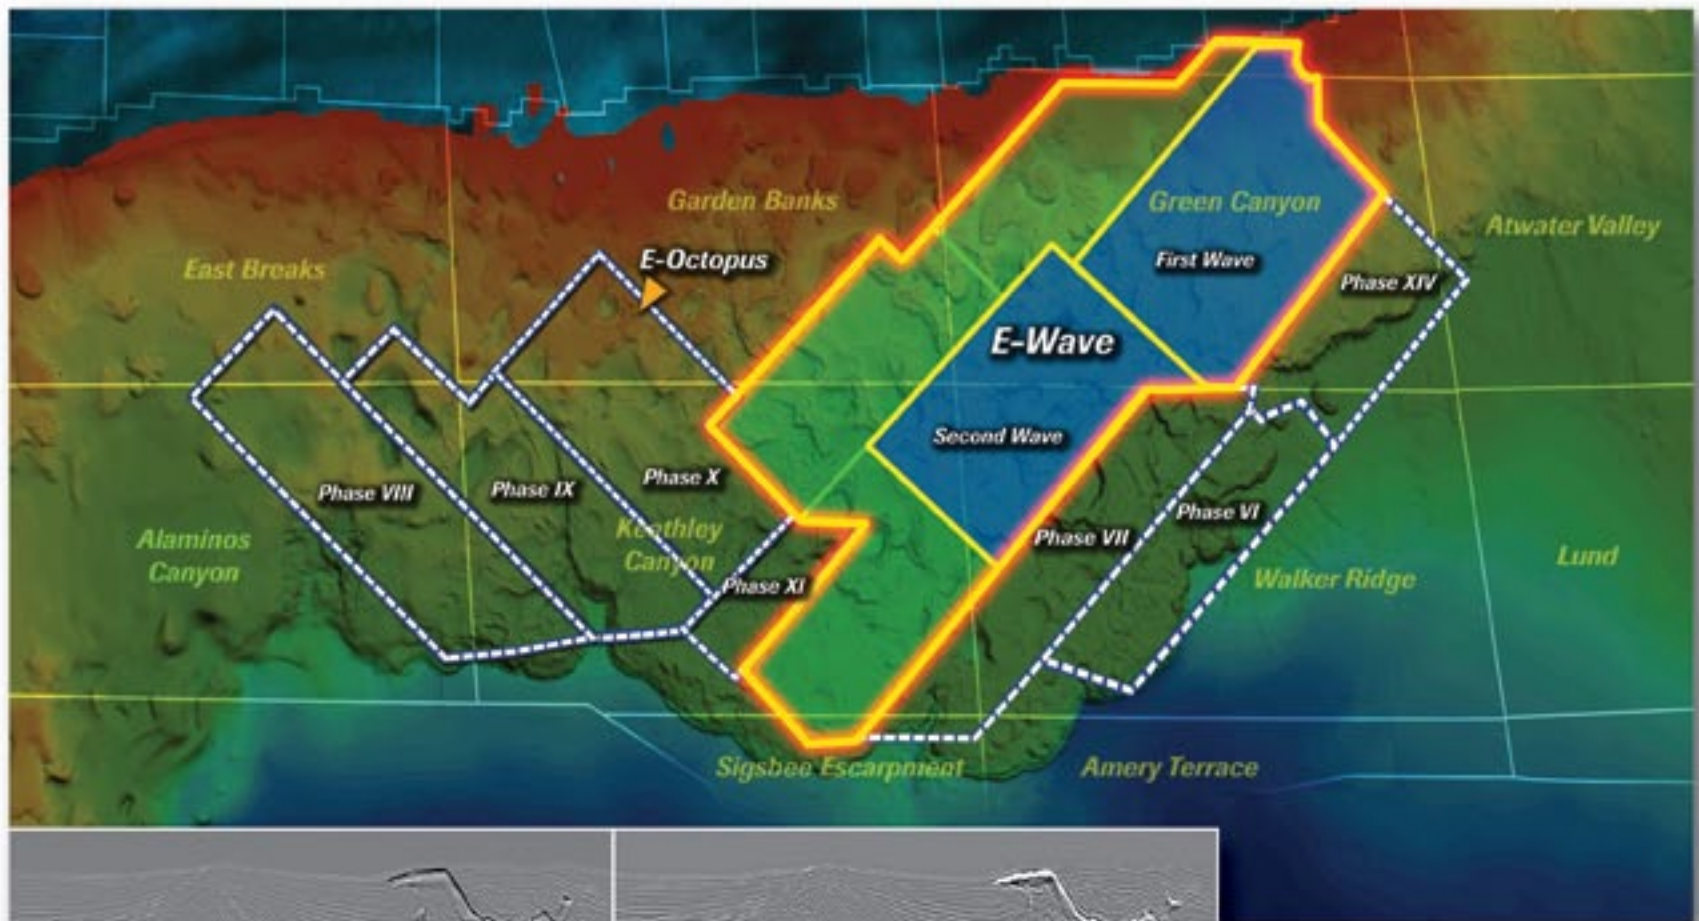 Garden Banks
Green Canyon
Atwater Valley
East Breaks
E-Octopus
First Wave
Phase XIV
E-Wave
Second Wave
Phase VIII
Phase IX
Phase X
Phase VI
Phase VII
Alaminos
Canyon
Keathley
Canyon
Phase XI
Walker Ridge
Lund
Sigsbee Escarpment
Amery Terrace